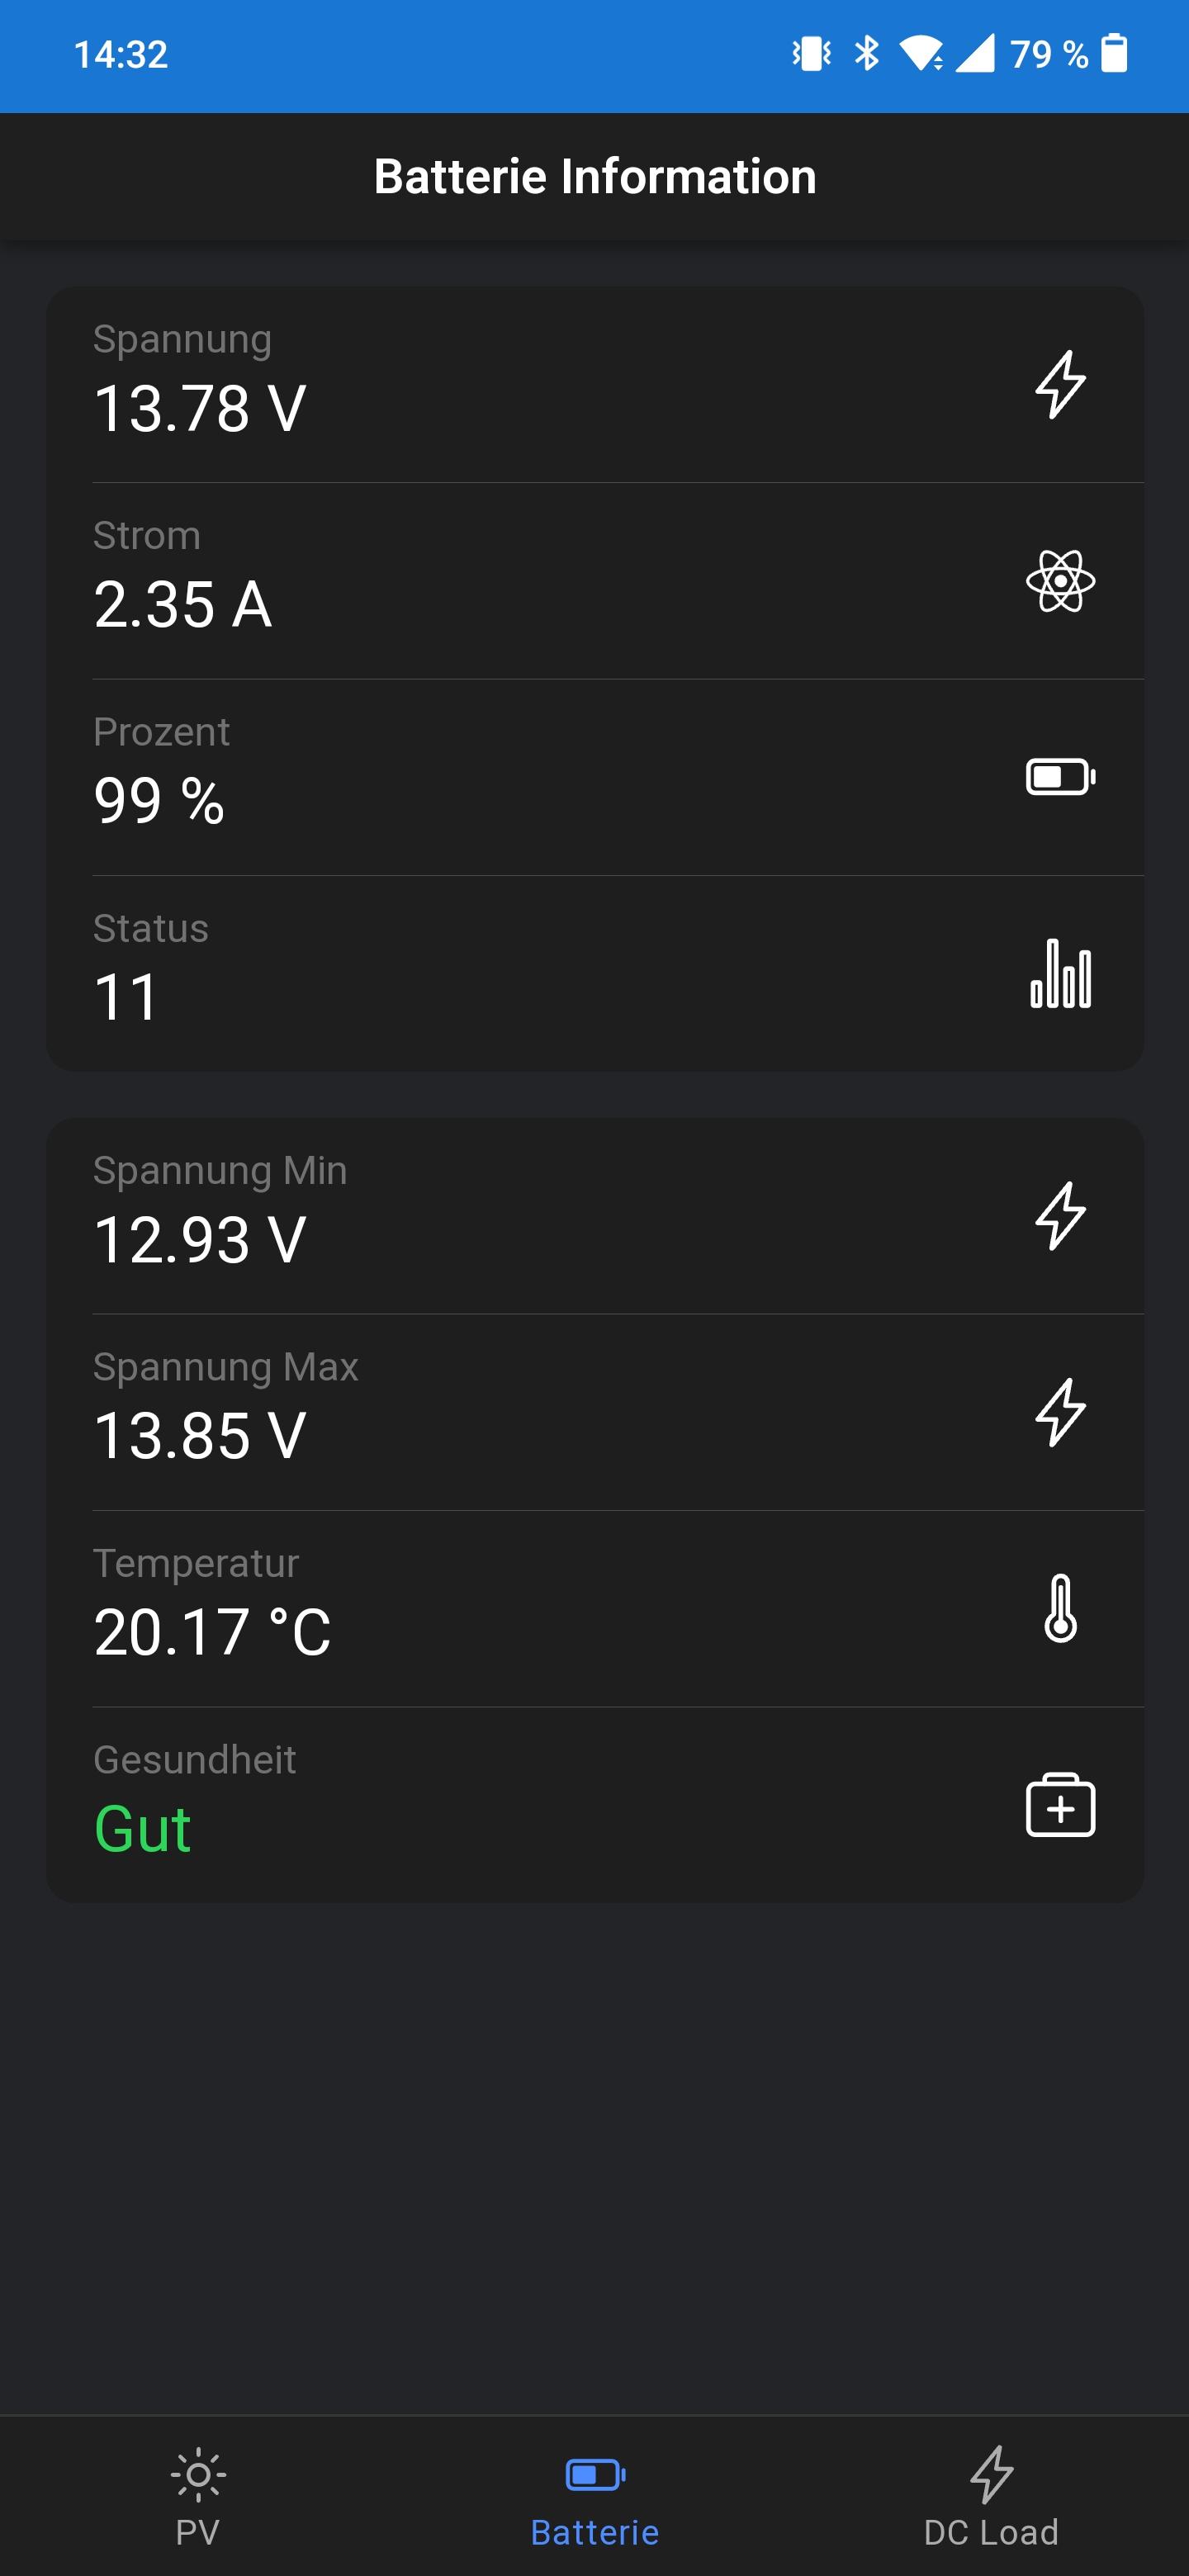 14:32
79 %
Batterie Information
Spannung
13.78 V
Strom
2.35 A
Prozent
99 %
Status
11
Spannung Min
12.93 V
Spannung Max
13.85 V
Temperatur
20.17 °C
Gesundheit
Gut
PV
Batterie
DC Load